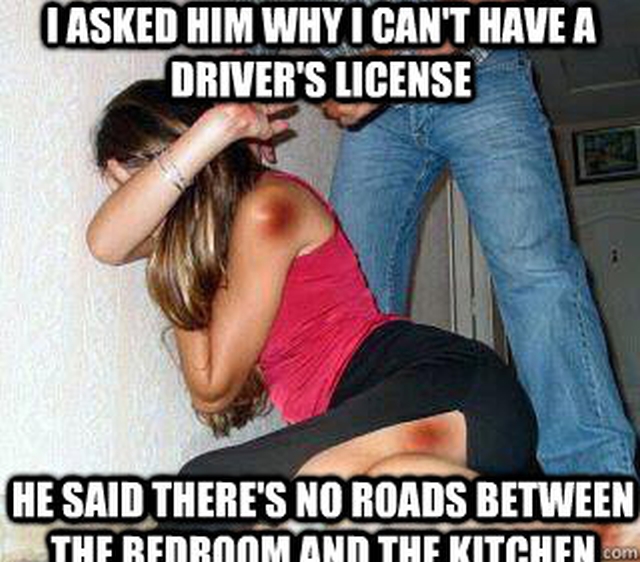 I ASKED HIM WHY I CAN'T HAVE A
DRIVER'S LICENSE
HE SAID THERE'S NO ROADS BETWEEN
THE BEDROOM AND THE KITCHEN
com